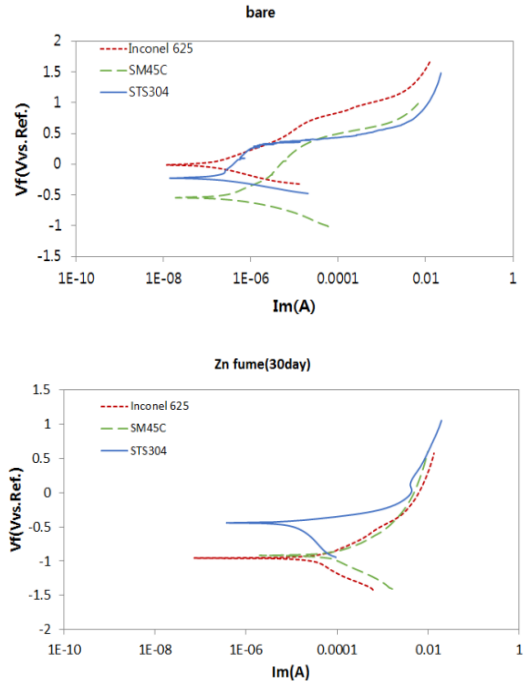 bare
2
1.5
1
0.5
0
-0.5
-1
-1.5
Vf(Vvs.Ref.)
Inconel 625
SM45C
STS304
1E-10 1E-08 1E-06 0.0001 0.01 1
Im(A)
Zn fume(30day)
1.5
1
0.5
0
-0.5
-1
-1.5
-2
Vf(Vvs.Ref.)
Inconel 625
SM45C
STS304
1E-10 1E-08 1E-06 0.0001 0.01 1
Im(A)